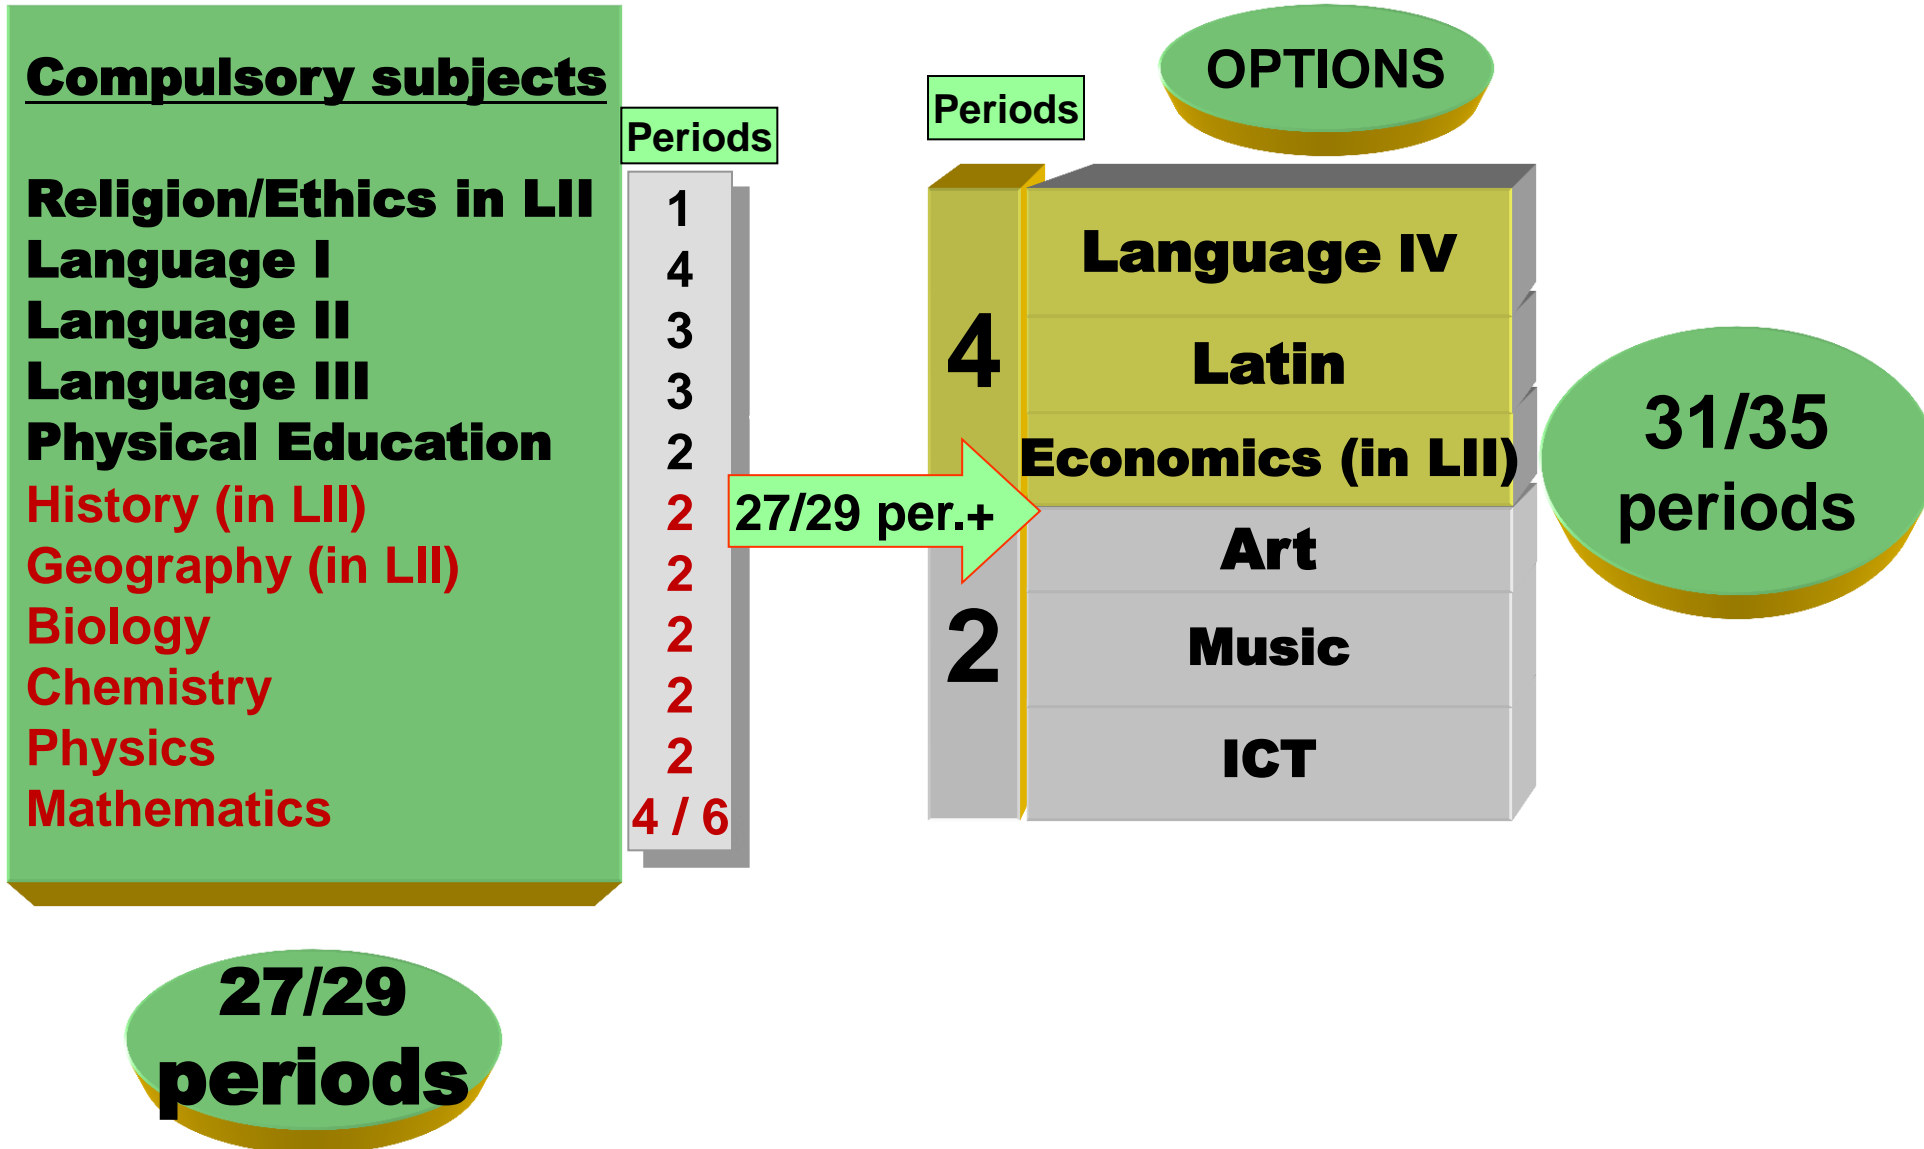 Compulsory subjects
Periods
Religion/Ethics in LII 1
Language I 4
Language II 3
Language III 3
Physical Education 2
History (in LII) 2
Geography (in LII) 2
Biology 2
Chemistry 2
Physics 2
Mathematics 4 / 6
27/29
periods
27/29 per.+
OPTIONS
Periods
4
Language IV
Latin
Economics (in LII)
2
Art
Music
ICT
31/35
periods